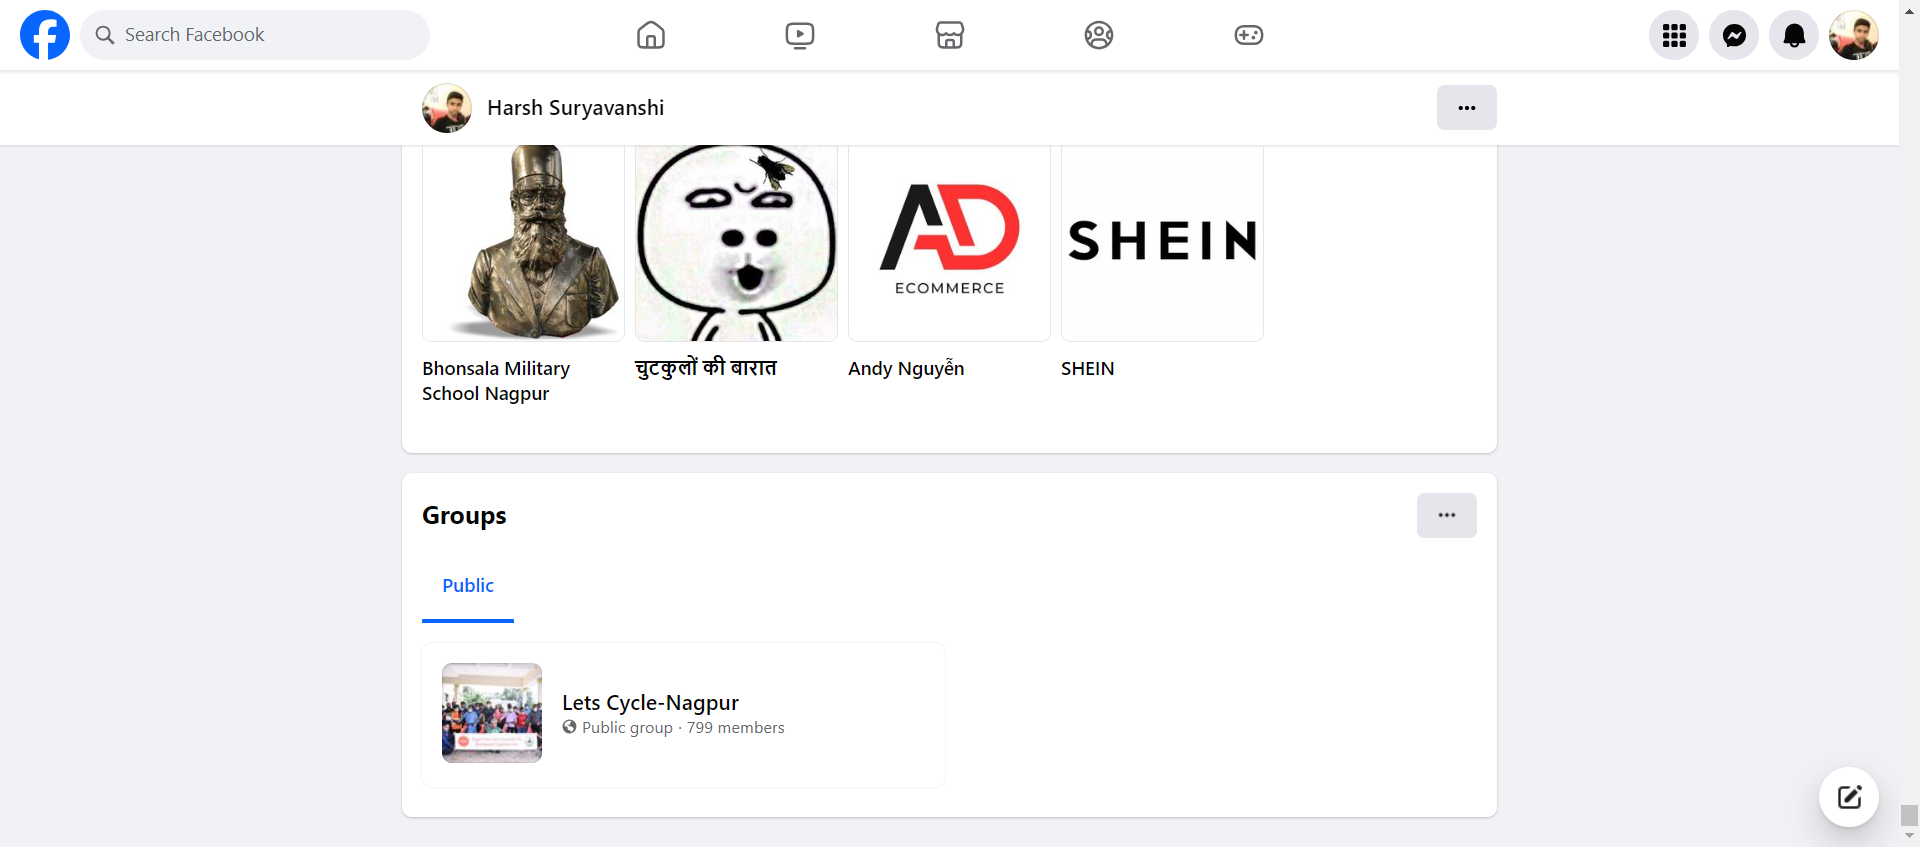 Search Facebook
Harsh Suryavanshi
AD
ECOMMERCE
SHEIN
Bhonsala Military
School Nagpur
चुटकुलों की बारात
Andy Nguyễn
SHEIN
Groups
Public
Lets Cycle-Nagpur
Public group · 799 members